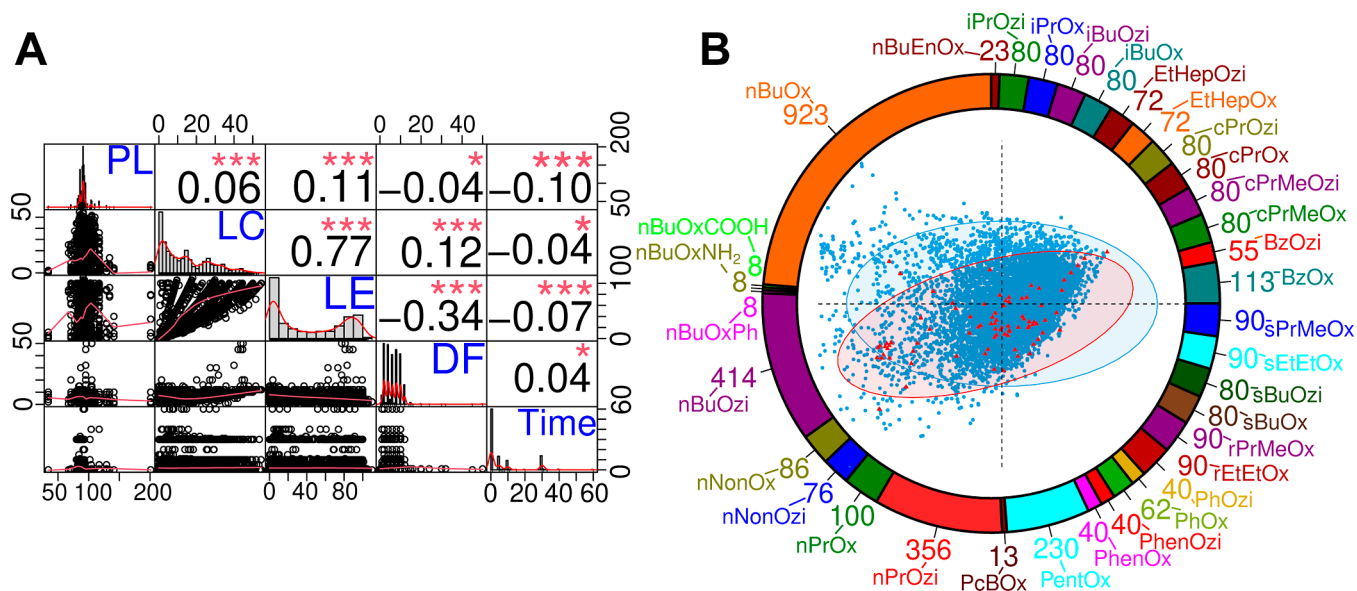 A
0 20 40
0 20 40
PL
***
0.06
***
0.11
*
−0.04
***
−0.10
50
200
0
50
LC
***
0.77
***
0.12
*
−0.04
LE
***
−0.34
***
−0.07
0
100
0
50
DF
*
0.04
Time
0
60
50 100 200
0 40 80
0 10 20 30 40 50 60
B
nBuEnOx 23
iPrOzi 80
iPrOx 80
iBuOzi 80
iBuOx 80
EtHepOzi 72
EtHepOx 72
cPrOzi 80
cPrOx 80
cPrMeOzi 80
cPrMeOx 80
BzOzi 55
BzOx 113
sPrMeOx 90
sEtEtOx 90
sBuOzi 80
sBuOx 80
rPrMeOx 90
rEtEtOx 90
PhOzi 40
PhOx 62
PhenOzi 40
PhenOx 40
PentOx 230
PcBOx 13
nPrOzi 356
nPrOx 100
nNonOzi 76
nNonOx 86
nBuOzi 414
nBuOxPh 8
nBuOxNH₂ 8
nBuOxCOOH 8
nBuOx 923